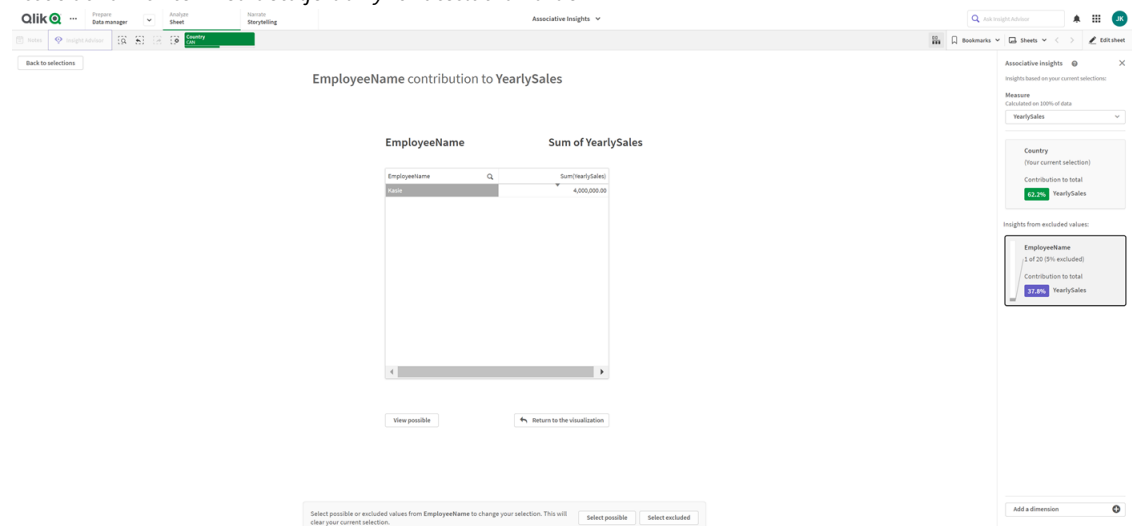 Qlik Q
Prepare
Data manager
Analyze
Sheet
Narrate
Storytelling
Associative Insights
Ask Insight Advisor
JK
Notes
Insight Advisor
Country
CAN
Bookmarks
Sheets
Edit sheet
Back to selections
EmployeeName contribution to YearlySales
EmployeeName
Sum of YearlySales
EmployeeName
Sum(YearlySales)
Kasie
4,000,000.00
View possible
Return to the visualization
Select possible or excluded values from EmployeeName to change your selection. This will
clear your current selection.
Select possible
Select excluded
Associative insights
Insights based on your current selections:
Measure
Calculated on 100% of data
YearlySales
Country
(Your current selection)
Contribution to total
62.2% YearlySales
Insights from excluded values:
EmployeeName
1 of 20 (5% excluded)
Contribution to total
37.8% YearlySales
Add a dimension